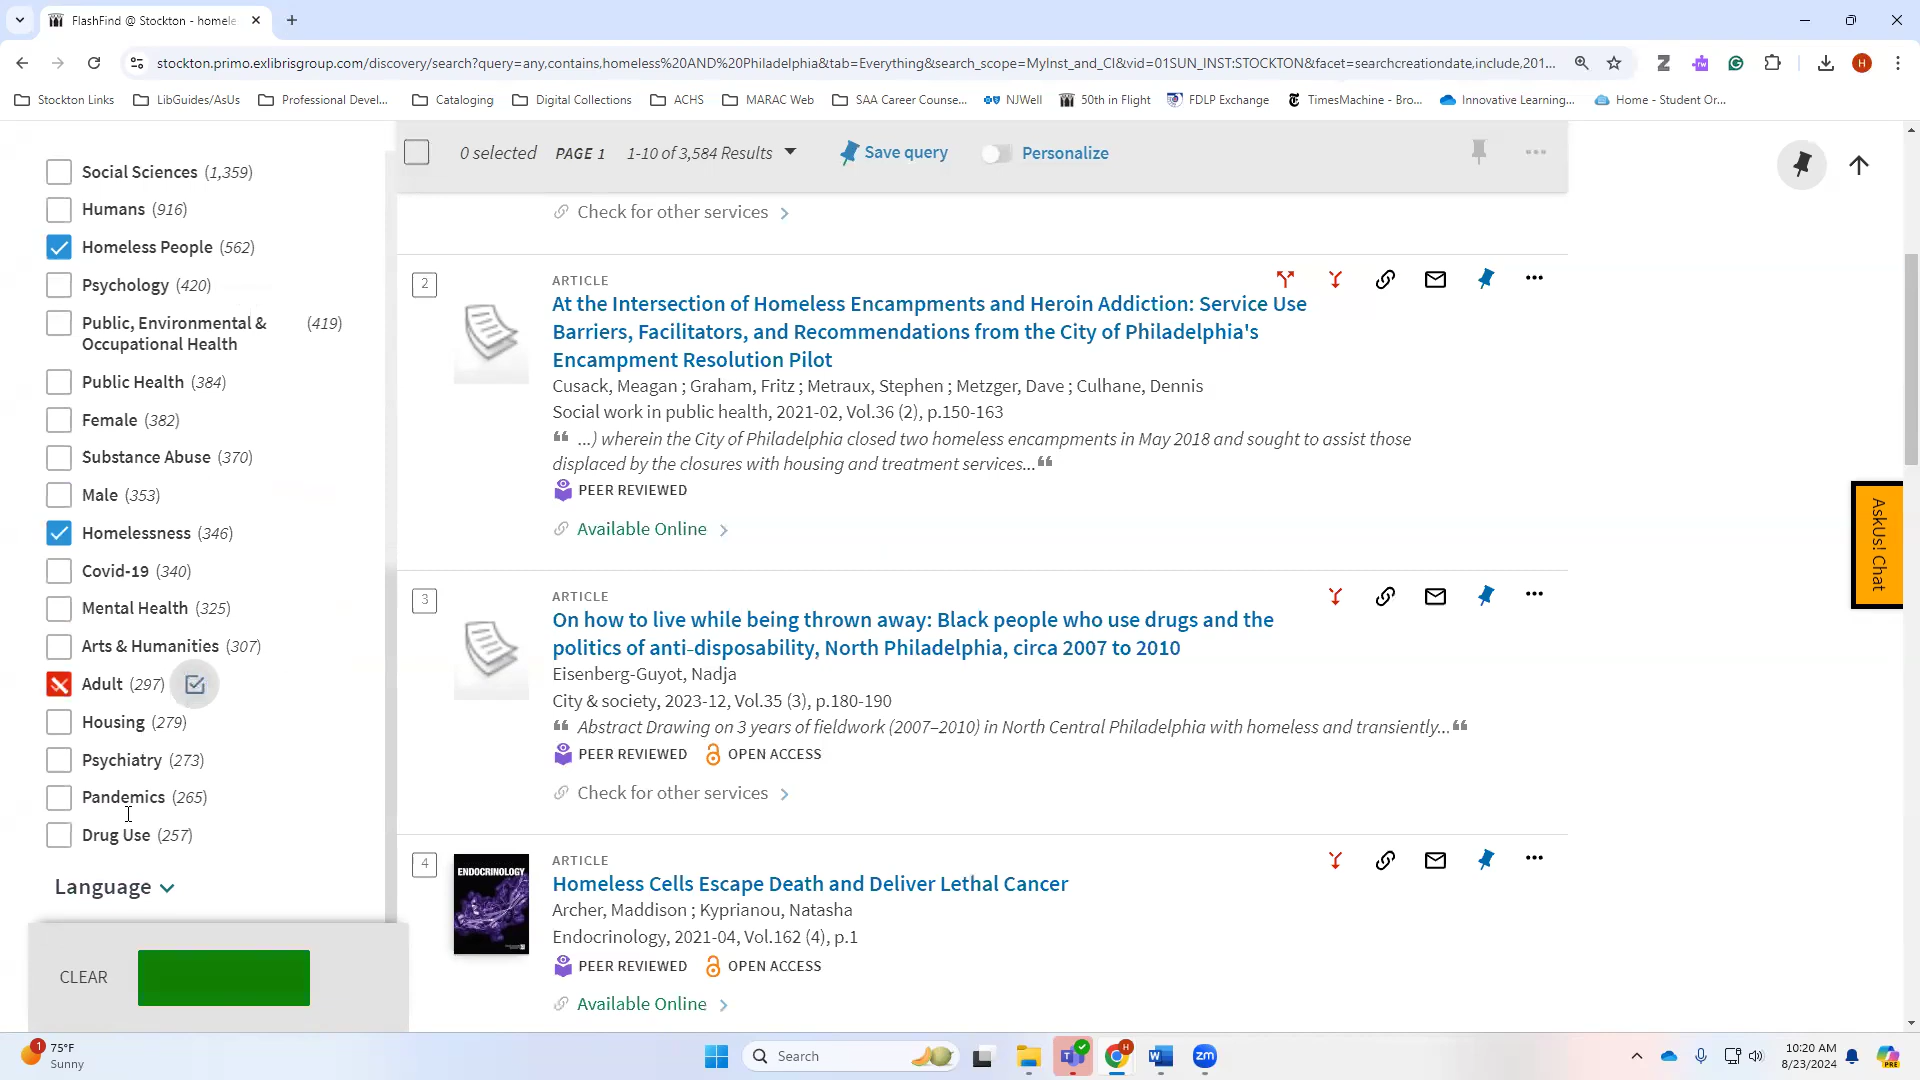 FlashFind @ Stockton - homele
stockton.primo.exlibrisgroup.com/discovery/search?query=any,contains,homeless%20AND%20Philadelphia&tab=Everything&search_scope=MyInst_and_CI&vid=01SUN_INST:STOCKTON&facet=searchcreationdate,include,201...
H
Stockton Links LibGuides/AsUs Professional Devel... Cataloging Digital Collections ACHS MARAC Web SAA Career Counse... NJWell 50th in Flight FDLP Exchange TimesMachine - Bro... Innovative Learning... Home - Student Or...
Social Sciences (1,359)
Humans (916)
Homeless People (562)
Psychology (420)
Public, Environmental & (419)
Occupational Health
Public Health (384)
Female (382)
Substance Abuse (370)
Male (353)
Homelessness (346)
Covid-19 (340)
Mental Health (325)
Arts & Humanities (307)
Adult (297)
Housing (279)
Psychiatry (273)
Pandemics (265)
Drug Use (257)
Language
CLEAR
0 selected PAGE 1 1-10 of 3,584 Results Save query Personalize
Check for other services
2
ARTICLE
At the Intersection of Homeless Encampments and Heroin Addiction: Service Use
Barriers, Facilitators, and Recommendations from the City of Philadelphia's
Encampment Resolution Pilot
Cusack, Meagan ; Graham, Fritz ; Metraux, Stephen ; Metzger, Dave ; Culhane, Dennis
Social work in public health, 2021-02, Vol.36 (2), p.150-163
...) wherein the City of Philadelphia closed two homeless encampments in May 2018 and sought to assist those
displaced by the closures with housing and treatment services...
PEER REVIEWED
Available Online
3
ARTICLE
On how to live while being thrown away: Black people who use drugs and the
politics of anti-disposability, North Philadelphia, circa 2007 to 2010
Eisenberg-Guyot, Nadja
City & society, 2023-12, Vol.35 (3), p.180-190
Abstract Drawing on 3 years of fieldwork (2007–2010) in North Central Philadelphia with homeless and transiently...
PEER REVIEWED OPEN ACCESS
Check for other services
4
ENDOCRINOLOGY
ARTICLE
Homeless Cells Escape Death and Deliver Lethal Cancer
Archer, Maddison ; Kyprianou, Natasha
Endocrinology, 2021-04, Vol.162 (4), p.1
PEER REVIEWED OPEN ACCESS
Available Online
AskUs! Chat
1
75°F
Sunny
Search
H
zm
10:20 AM
8/23/2024
PRE